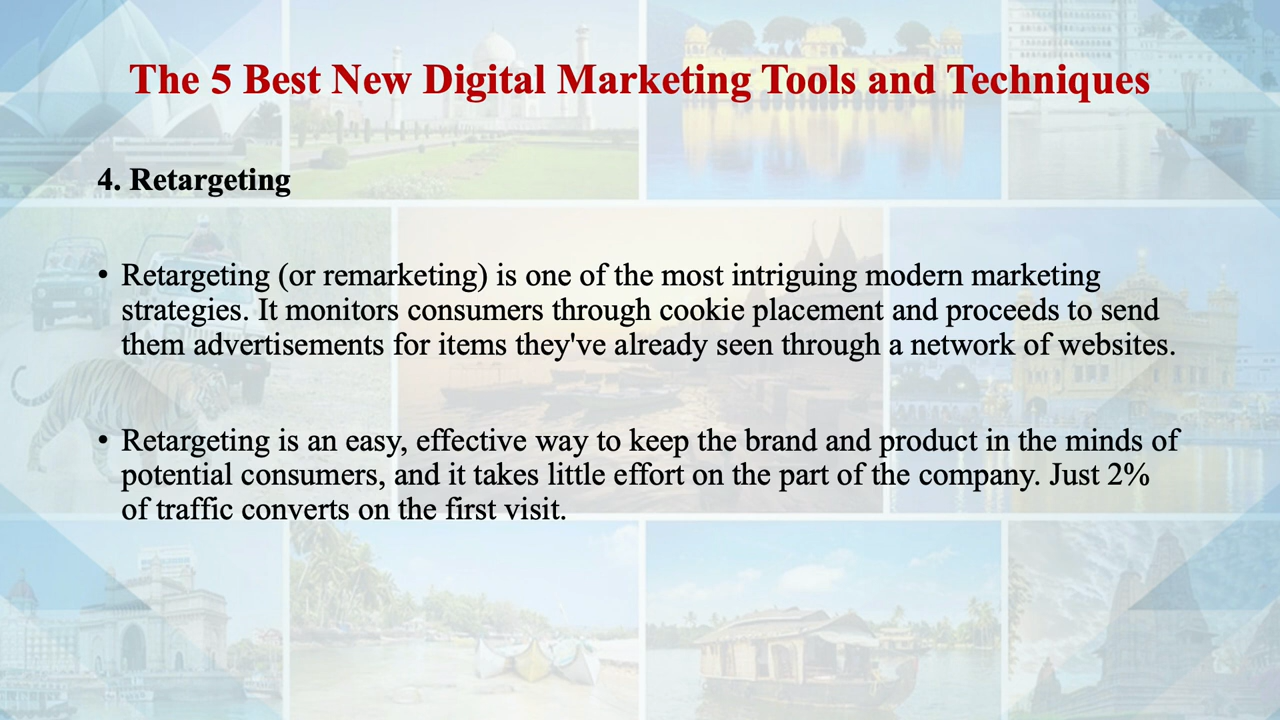 The 5 Best New Digital Marketing Tools and Techniques
4. Retargeting
• Retargeting (or remarketing) is one of the most intriguing modern marketing
strategies. It monitors consumers through cookie placement and proceeds to send
them advertisements for items they've already seen through a network of websites.
• Retargeting is an easy, effective way to keep the brand and product in the minds of
potential consumers, and it takes little effort on the part of the company. Just 2%
of traffic converts on the first visit.